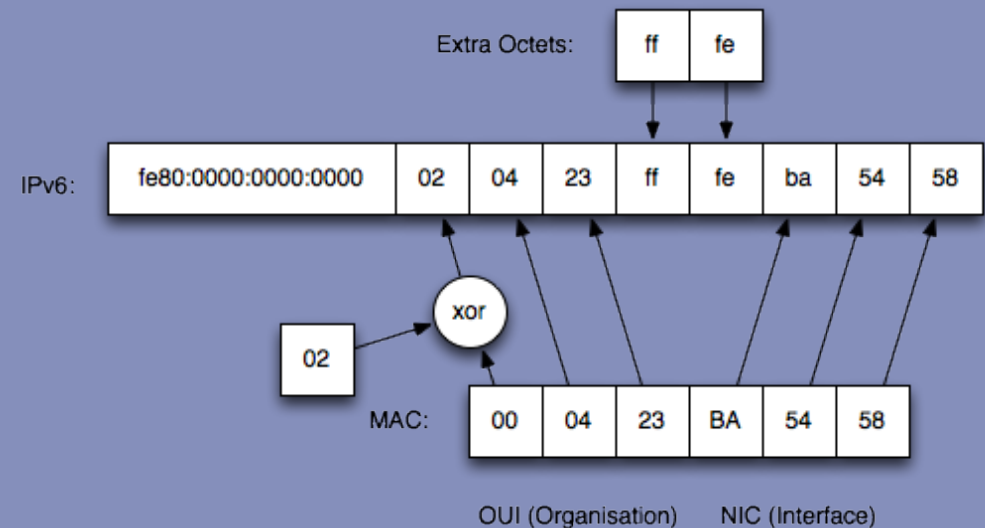 Extra Octets: ff fe
IPv6: fe80:0000:0000:0000 02 04 23 ff fe ba 54 58
xor
02
MAC: 00 04 23 BA 54 58
OUI (Organisation) NIC (Interface)